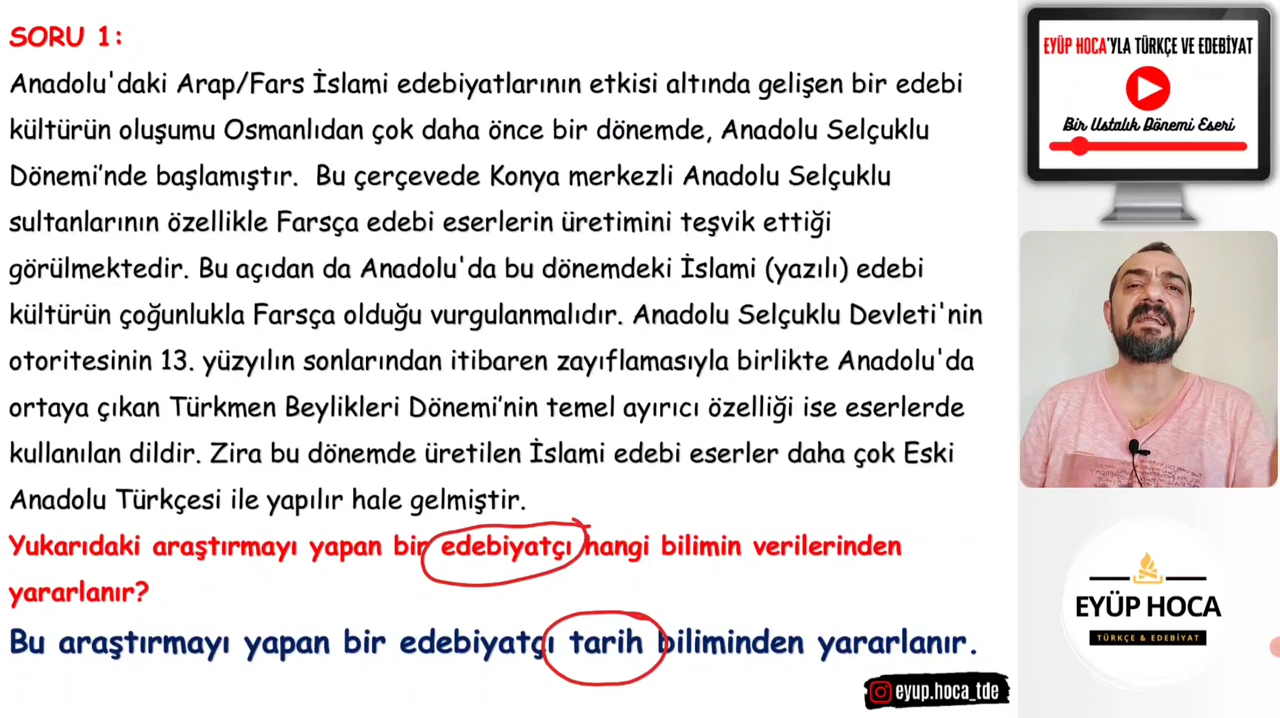 SORU 1:
Anadolu'daki Arap/Fars İslami edebiyatlarının etkisi altında gelişen bir edebi
kültürün oluşumu Osmanlıdan çok daha önce bir dönemde, Anadolu Selçuklu
Dönemi’nde başlamıştır. Bu çerçevede Konya merkezli Anadolu Selçuklu
sultanlarının özellikle Farsça edebi eserlerin üretimini teşvik ettiği
görülmektedir. Bu açıdan da Anadolu'da bu dönemdeki İslami (yazılı) edebi
kültürün çoğunlukla Farsça olduğu vurgulanmalıdır. Anadolu Selçuklu Devleti'nin
otoritesinin 13. yüzyılın sonlarından itibaren zayıflamasıyla birlikte Anadolu'da
ortaya çıkan Türkmen Beylikleri Dönemi’nin temel ayırıcı özelliği ise eserlerde
kullanılan dildir. Zira bu dönemde üretilen İslami edebi eserler daha çok Eski
Anadolu Türkçesi ile yapılır hale gelmiştir.
Yukarıdaki araştırmayı yapan bir edebiyatçı hangi bilimin verilerinden
yararlanır?
Bu araştırmayı yapan bir edebiyatçı tarih biliminden yararlanır.
EYÜP HOCA'YLA TÜRKÇE VE EDEBİYAT
Bir Ustalık Dönemi Eseri
EYÜP HOCA
TÜRKÇE & EDEBİYAT
eyup.hoca_tde